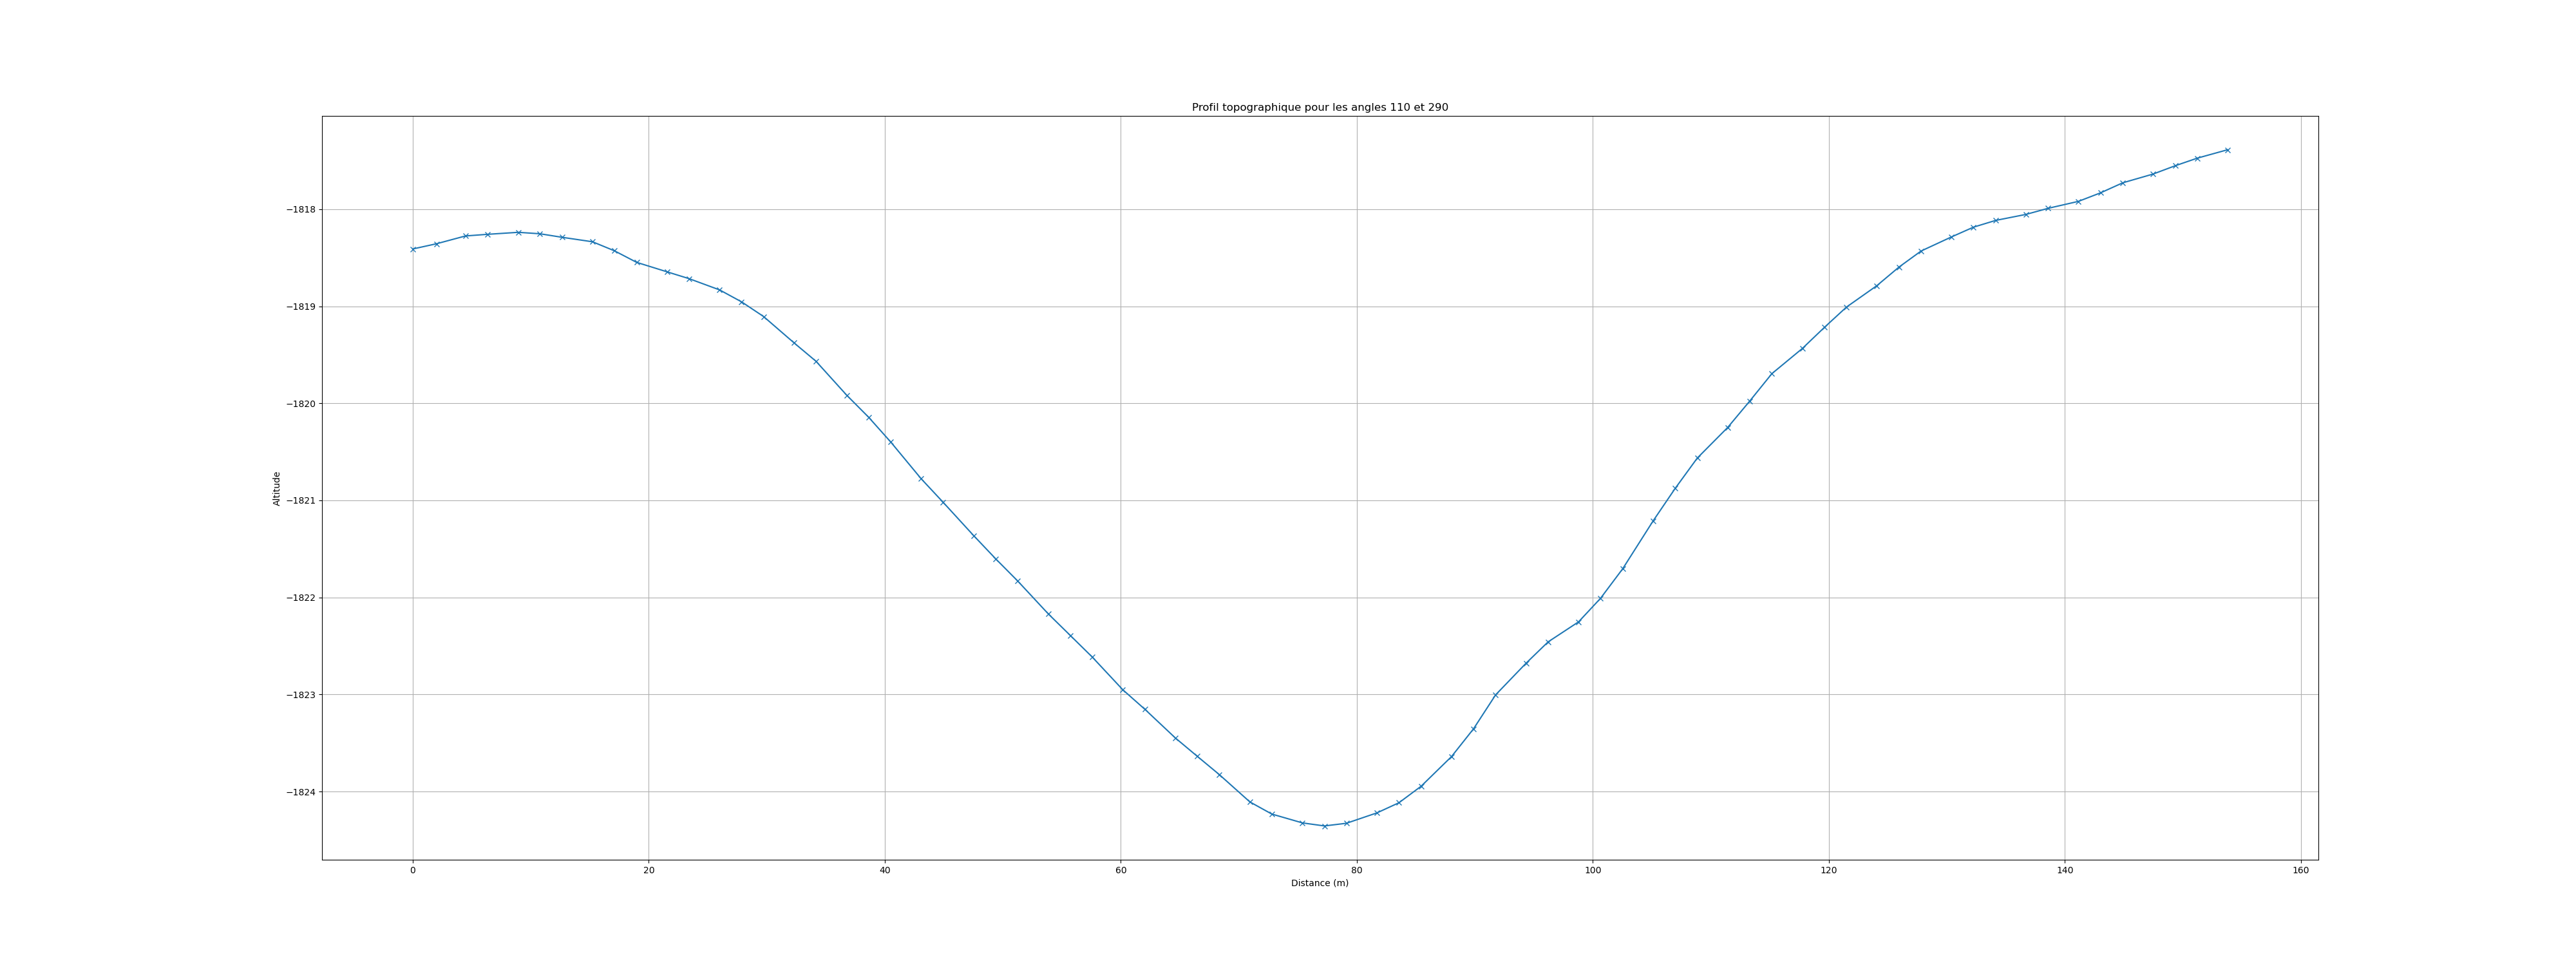 Profil topographique pour les angles 110 et 290
Altitude
−1818
−1819
−1820
−1821
−1822
−1823
−1824
0 20 40 60 80 100 120 140 160
Distance (m)